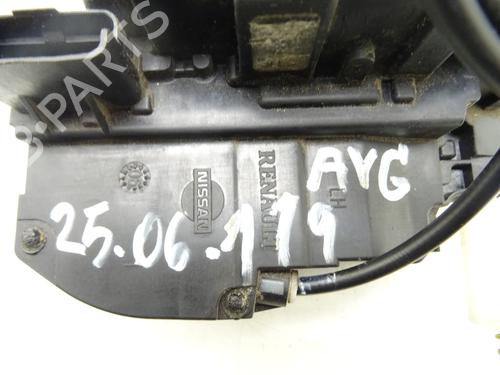 B-PARTS
NISSAN
RENAULT
LH
AVG
25.06.119